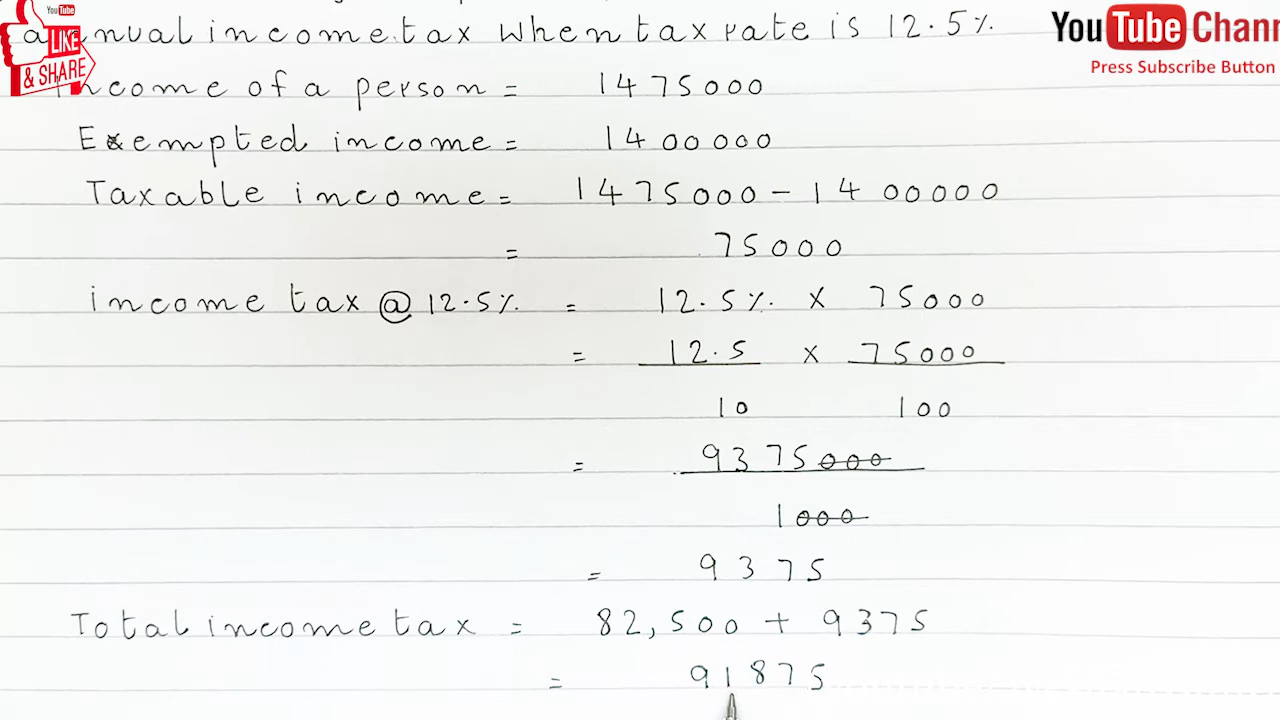 annual income tax when tax rate is 12.5%.
YouTube
LIKE
& SHARE
YouTube Chann
Press Subscribe Button
Income of a person = 1475000
Exempted income = 1400000
Taxable income = 1475000 - 1400000
= 75000
income tax @ 12.5% = 12.5% x 75000
= 12.5 x 75000
10 100
= 9375000
1000
= 9375
Total income tax = 82,500 + 9375
= 91875